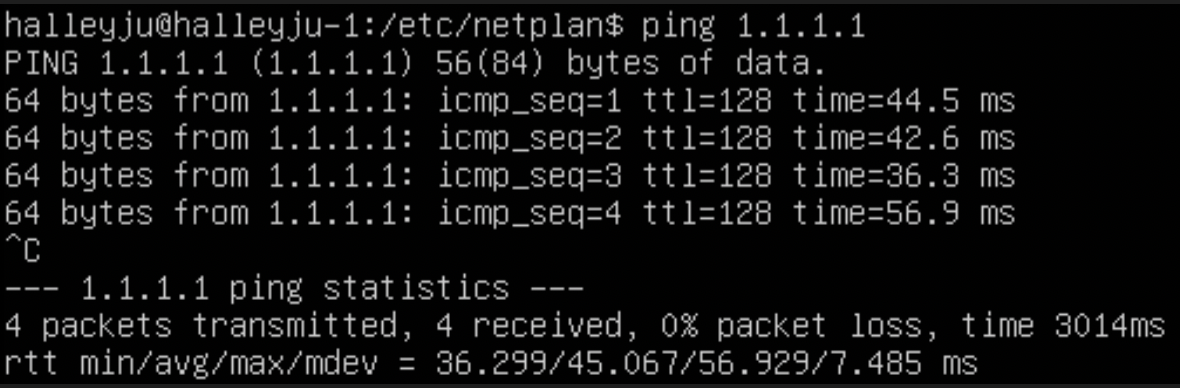 halleyju@halleyju-1:/etc/netplan$ ping 1.1.1.1
PING 1.1.1.1 (1.1.1.1) 56(84) bytes of data.
64 bytes from 1.1.1.1: icmp_seq=1 ttl=128 time=44.5 ms
64 bytes from 1.1.1.1: icmp_seq=2 ttl=128 time=42.6 ms
64 bytes from 1.1.1.1: icmp_seq=3 ttl=128 time=36.3 ms
64 bytes from 1.1.1.1: icmp_seq=4 ttl=128 time=56.9 ms
^C
--- 1.1.1.1 ping statistics ---
4 packets transmitted, 4 received, 0% packet loss, time 3014ms
rtt min/avg/max/mdev = 36.299/45.067/56.929/7.485 ms